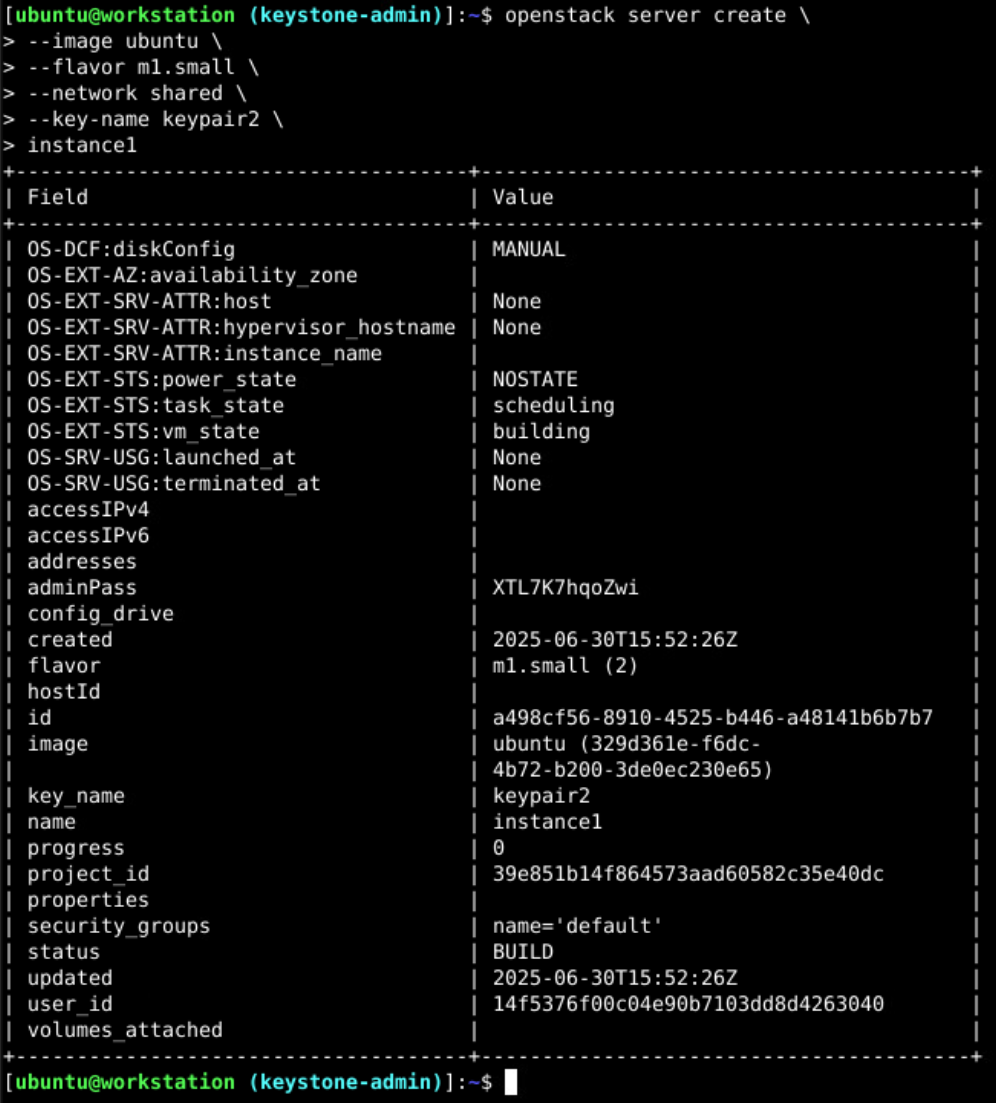 [ubuntu@workstation (keystone-admin)]:~$ openstack server create \
> --image ubuntu \
> --flavor m1.small \
> --network shared \
> --key-name keypair2 \
> instance1
+-------------------------------------+----------------------------------------+
| Field                               | Value                                  |
+-------------------------------------+----------------------------------------+
| OS-DCF:diskConfig                   | MANUAL                                 |
| OS-EXT-AZ:availability_zone         |                                        |
| OS-EXT-SRV-ATTR:host                | None                                   |
| OS-EXT-SRV-ATTR:hypervisor_hostname | None                                   |
| OS-EXT-SRV-ATTR:instance_name       |                                        |
| OS-EXT-STS:power_state              | NOSTATE                                |
| OS-EXT-STS:task_state               | scheduling                             |
| OS-EXT-STS:vm_state                 | building                               |
| OS-SRV-USG:launched_at              | None                                   |
| OS-SRV-USG:terminated_at            | None                                   |
| accessIPv4                          |                                        |
| accessIPv6                          |                                        |
| addresses                           |                                        |
| adminPass                           | XTL7K7hqoZwi                           |
| config_drive                        |                                        |
| created                             | 2025-06-30T15:52:26Z                   |
| flavor                              | m1.small (2)                           |
| hostId                              |                                        |
| id                                  | a498cf56-8910-4525-b446-a48141b6b7b7   |
| image                               | ubuntu (329d361e-f6dc-                 |
|                                     | 4b72-b200-3de0ec230e65)                |
| key_name                            | keypair2                               |
| name                                | instance1                              |
| progress                            | 0                                      |
| project_id                          | 39e851b14f864573aad60582c35e40dc       |
| properties                          |                                        |
| security_groups                     | name='default'                         |
| status                              | BUILD                                  |
| updated                             | 2025-06-30T15:52:26Z                   |
| user_id                             | 14f5376f00c04e90b7103dd8d4263040       |
| volumes_attached                    |                                        |
+-------------------------------------+----------------------------------------+
[ubuntu@workstation (keystone-admin)]:~$